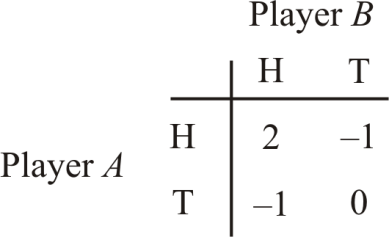 Player B
H T
H 2 –1
Player A
T –1 0